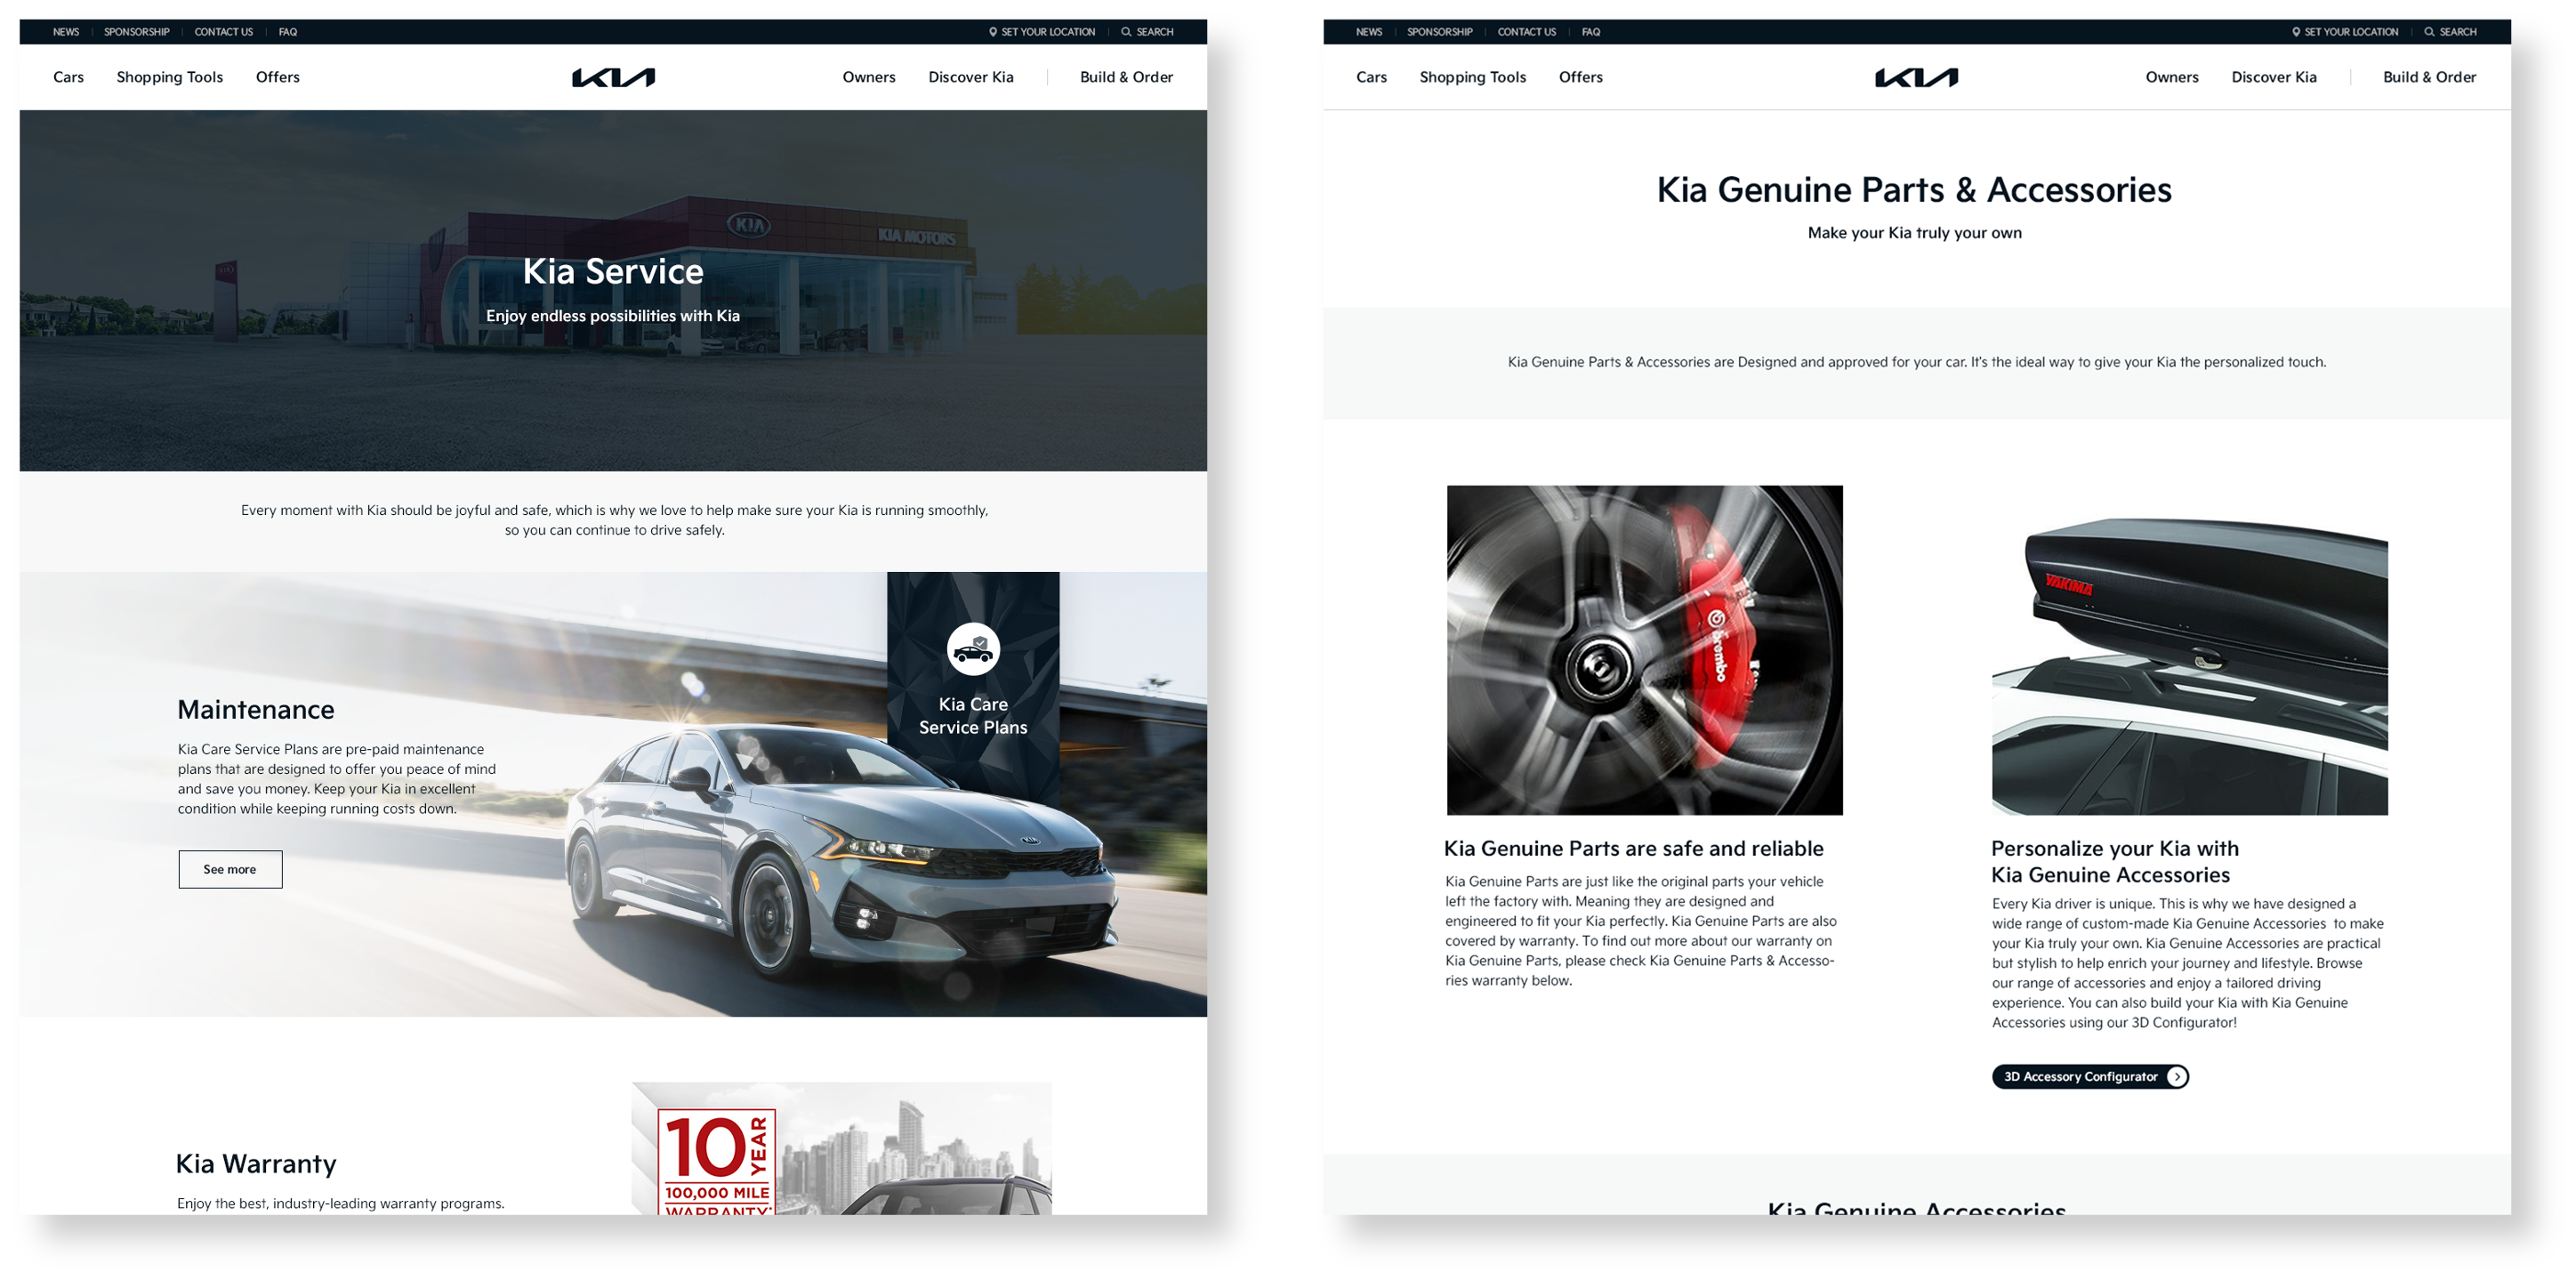 NEWS | SPONSORSHIP | CONTACT US | FAQ
SET YOUR LOCATION | SEARCH
Cars Shopping Tools Offers
KIA
Owners Discover Kia | Build & Order
KIA
KIA MOTORS
KIA
Kia Service
Enjoy endless possibilities with Kia
Every moment with Kia should be joyful and safe, which is why we love to help make sure your Kia is running smoothly,
so you can continue to drive safely.
Kia Care
Service Plans
Maintenance
Kia Care Service Plans are pre-paid maintenance
plans that are designed to offer you peace of mind
and save you money. Keep your Kia in excellent
condition while keeping running costs down.
See more
Kia Warranty
Enjoy the best, industry-leading warranty programs.
10 YEAR
100,000 MILE
WARRANTY*
NEWS | SPONSORSHIP | CONTACT US | FAQ
SET YOUR LOCATION | SEARCH
Cars Shopping Tools Offers
KIA
Owners Discover Kia | Build & Order
Kia Genuine Parts & Accessories
Make your Kia truly your own
Kia Genuine Parts & Accessories are Designed and approved for your car. It's the ideal way to give your Kia the personalized touch.
brembo
Kia Genuine Parts are safe and reliable
Kia Genuine Parts are just like the original parts your vehicle
left the factory with. Meaning they are designed and
engineered to fit your Kia perfectly. Kia Genuine Parts are also
covered by warranty. To find out more about our warranty on
Kia Genuine Parts, please check Kia Genuine Parts & Accesso-
ries warranty below.
YAKIMA
Personalize your Kia with
Kia Genuine Accessories
Every Kia driver is unique. This is why we have designed a
wide range of custom-made Kia Genuine Accessories to make
your Kia truly your own. Kia Genuine Accessories are practical
but stylish to help enrich your journey and lifestyle. Browse
our range of accessories and enjoy a tailored driving
experience. You can also build your Kia with Kia Genuine
Accessories using our 3D Configurator!
3D Accessory Configurator
Kia Genuine Accessories